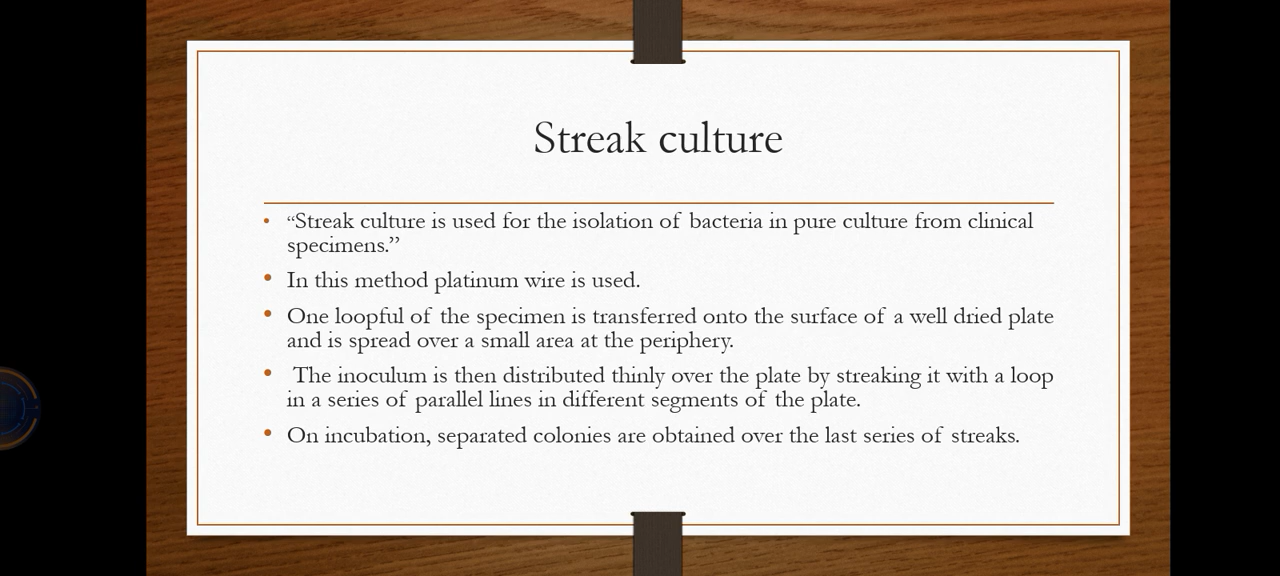 Streak culture
• “Streak culture is used for the isolation of bacteria in pure culture from clinical
specimens.”
• In this method platinum wire is used.
• One loopful of the specimen is transferred onto the surface of a well dried plate
and is spread over a small area at the periphery.
• The inoculum is then distributed thinly over the plate by streaking it with a loop
in a series of parallel lines in different segments of the plate.
• On incubation, separated colonies are obtained over the last series of streaks.